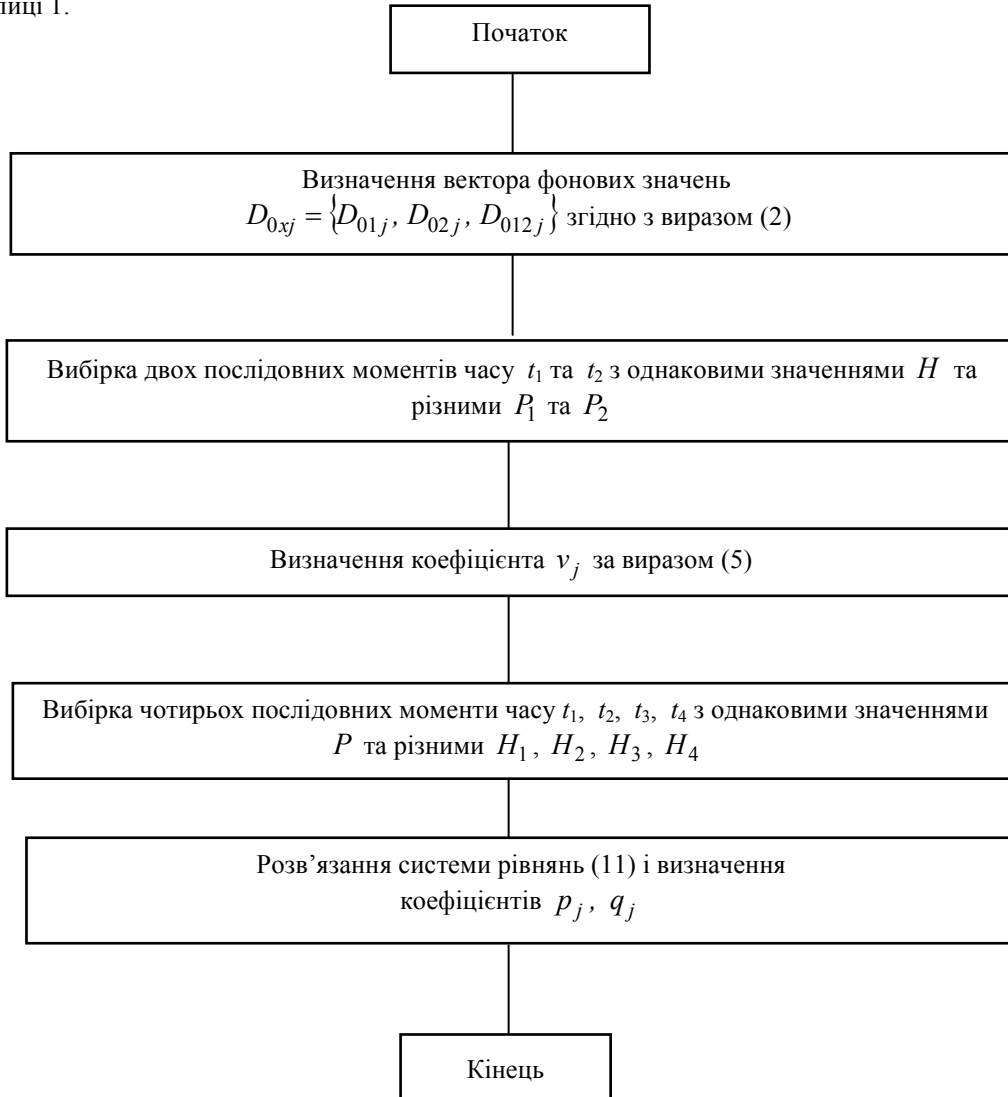 лиці 1.
Початок
Визначення вектора фонових значень
D₀ₓⱼ = {D₀₁ⱼ, D₀₂ⱼ, D₀₁₂ⱼ} згідно з виразом (2)
Вибірка двох послідовних моментів часу t₁ та t₂ з однаковими значеннями H та
різними P₁ та P₂
Визначення коефіцієнта vⱼ за виразом (5)
Вибірка чотирьох послідовних моменти часу t₁, t₂, t₃, t₄ з однаковими значеннями
P та різними H₁, H₂, H₃, H₄
Розв’язання системи рівнянь (11) і визначення
коефіцієнтів pⱼ, qⱼ
Кінець